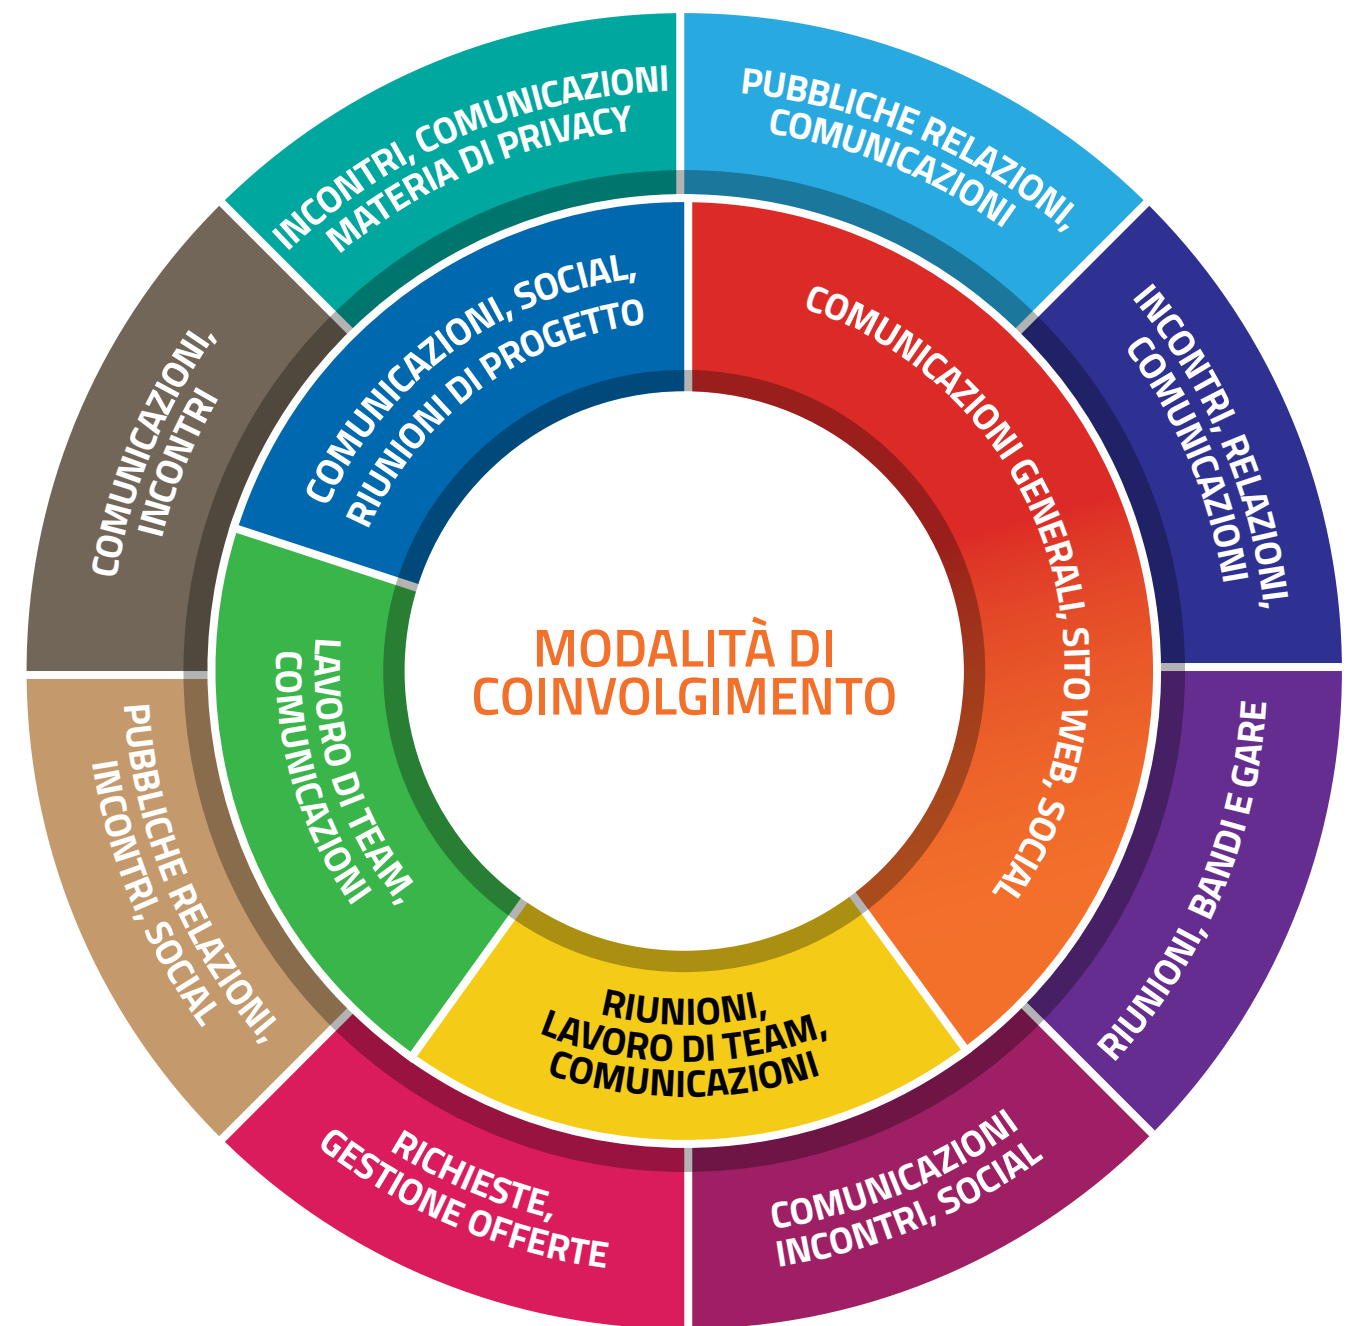 INCONTRI, COMUNICAZIONI
MATERIA DI PRIVACY
PUBBLICHE RELAZIONI,
COMUNICAZIONI
INCONTRI, RELAZIONI,
COMUNICAZIONI
RIUNIONI, BANDI E GARE
COMUNICAZIONI
INCONTRI, SOCIAL
RICHIESTE,
GESTIONE OFFERTE
PUBBLICHE RELAZIONI,
INCONTRI, SOCIAL
COMUNICAZIONI,
INCONTRI
COMUNICAZIONI, SOCIAL,
RIUNIONI DI PROGETTO
COMUNICAZIONI GENERALI, SITO WEB, SOCIAL
RIUNIONI,
LAVORO DI TEAM,
COMUNICAZIONI
LAVORO DI TEAM,
COMUNICAZIONI
MODALITÀ DI
COINVOLGIMENTO